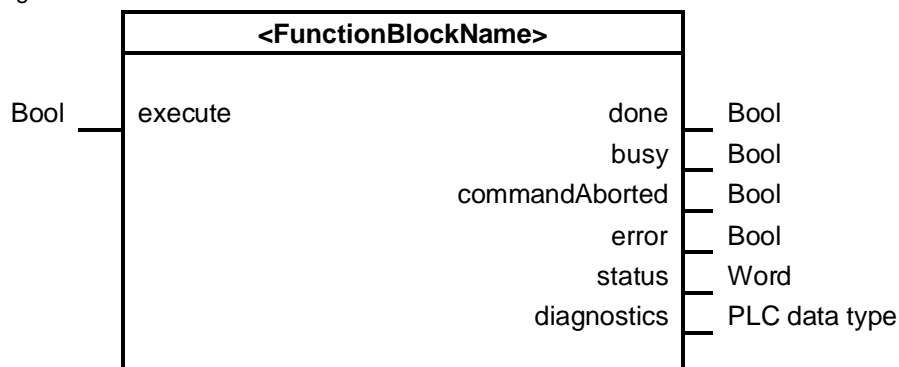 <FunctionBlockName>
Bool execute done Bool
busy Bool
commandAborted Bool
error Bool
status Word
diagnostics PLC data type